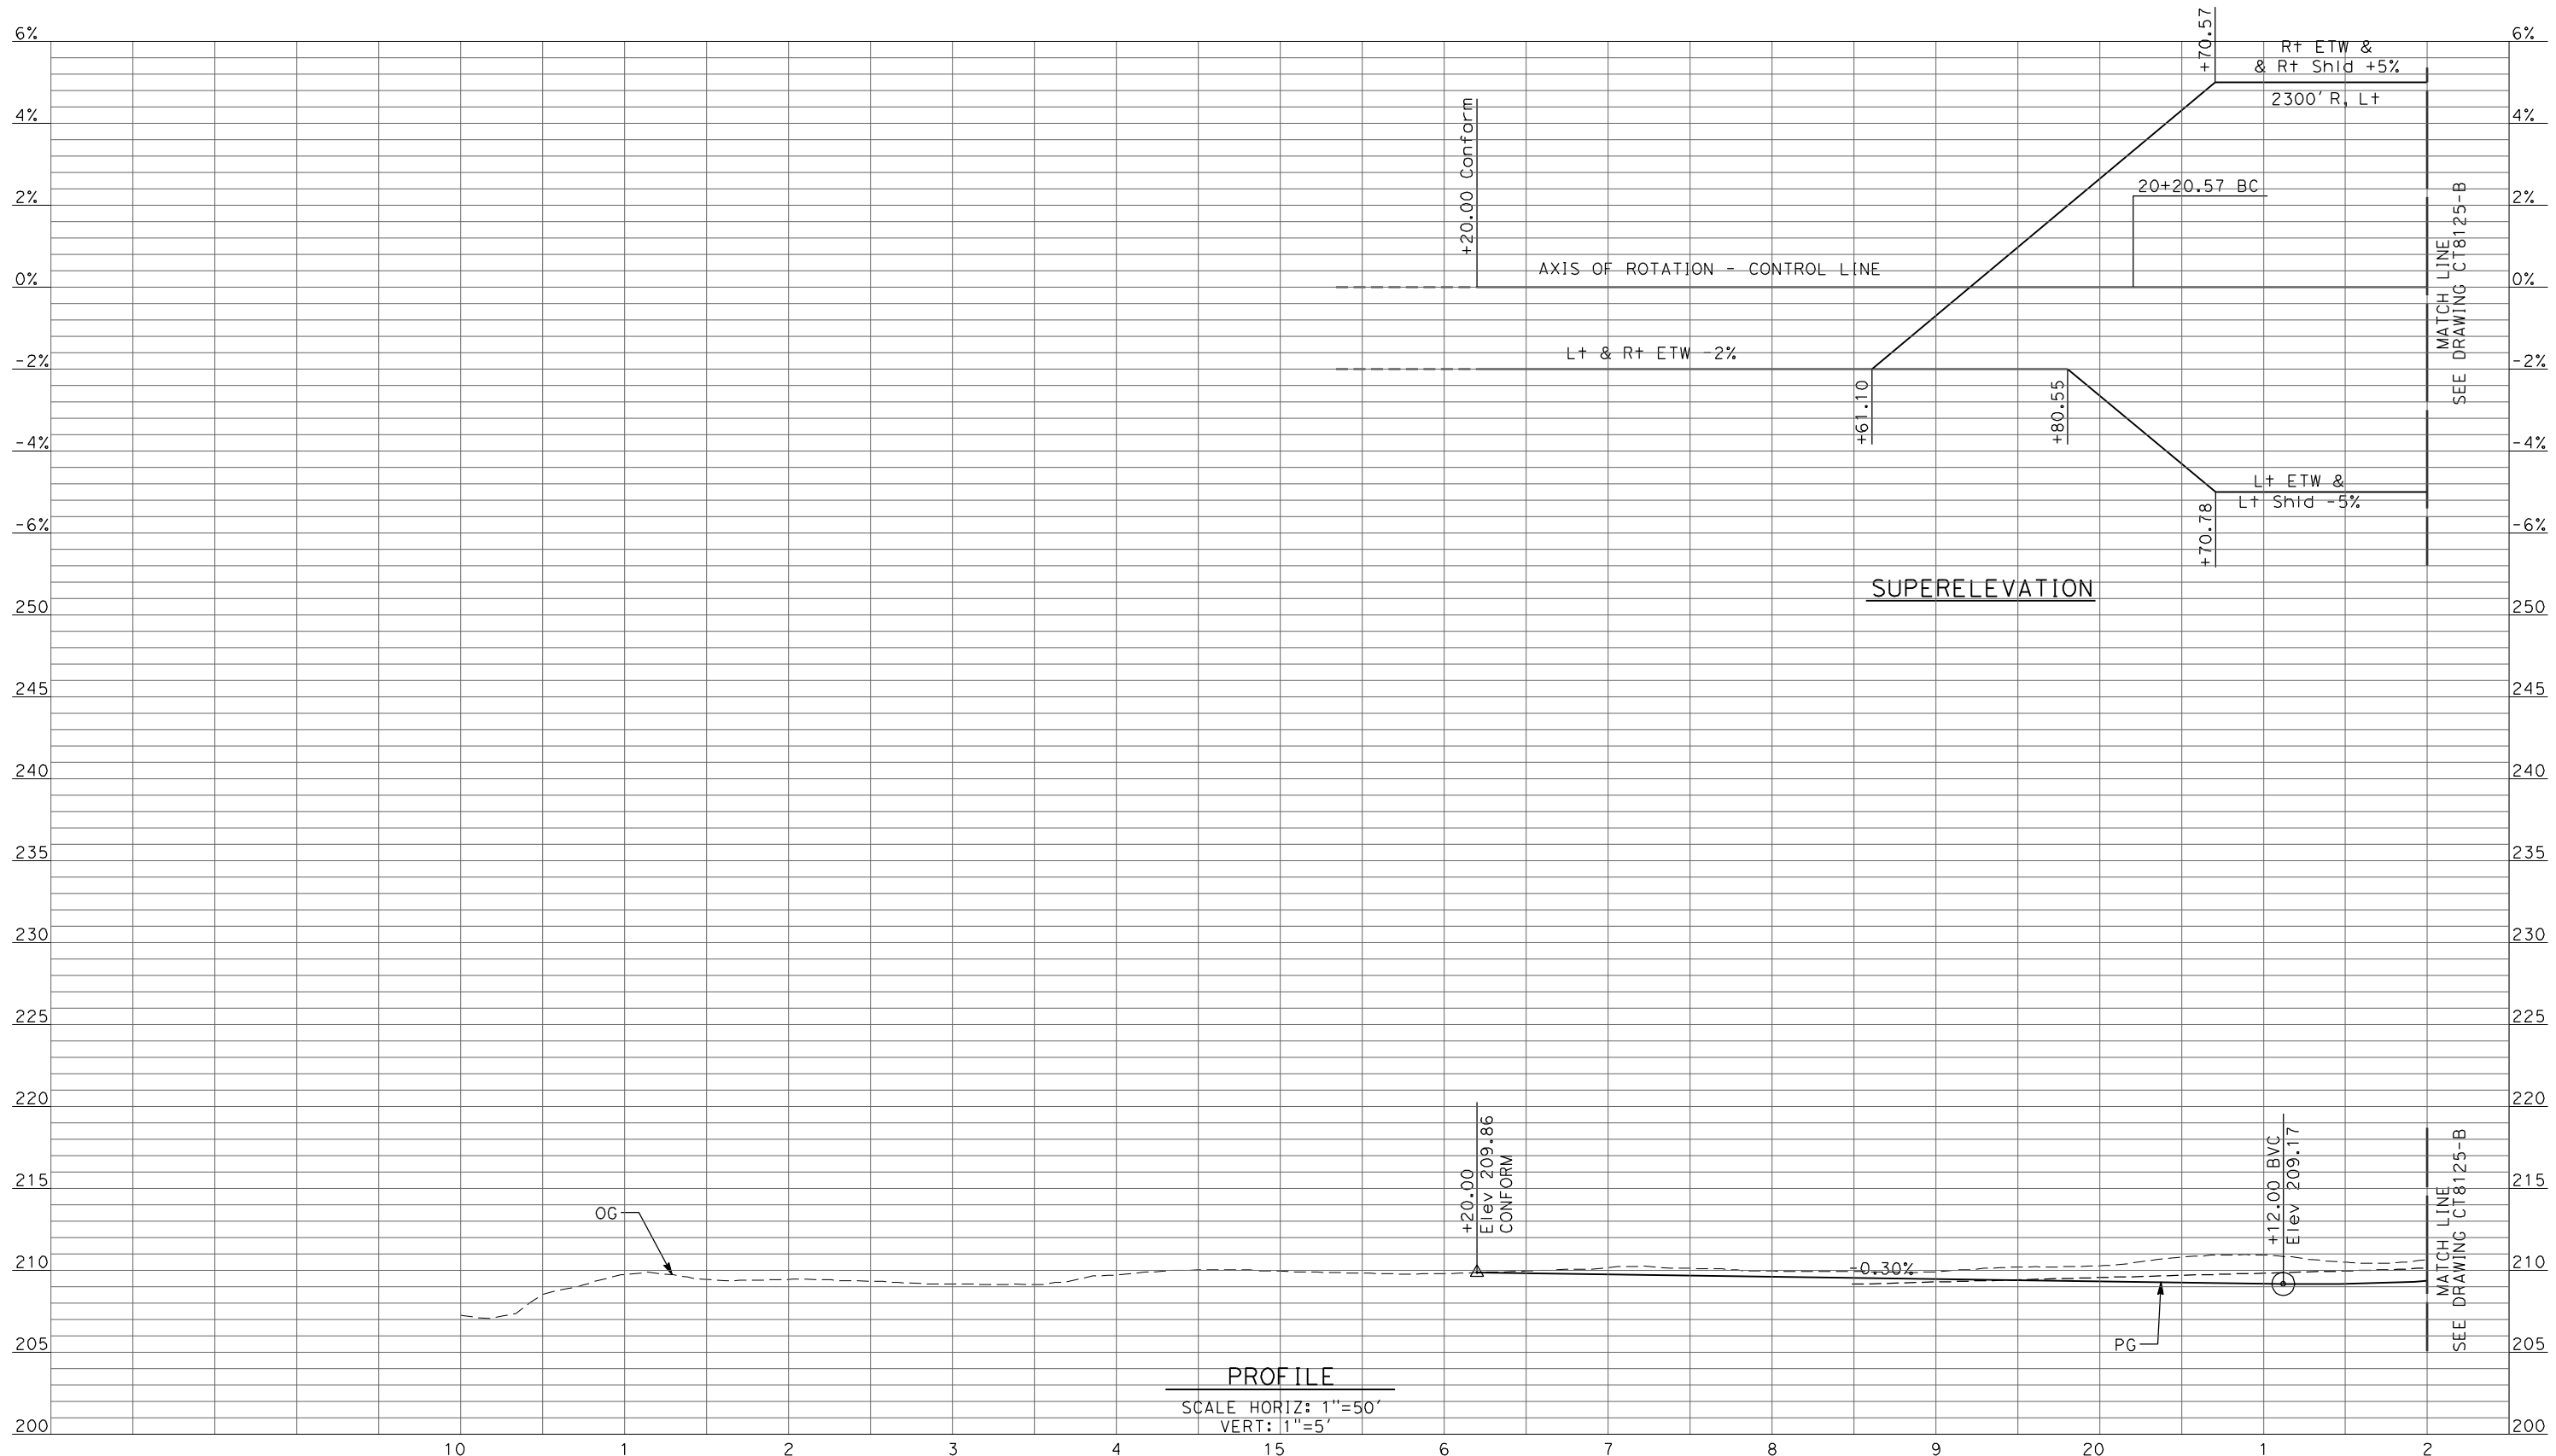 +70.57
6%
6%
Rt ETW &
& Rt Shld +5%
2300' R, Lt
4%
4%
+20.00 Conform
2%
2%
20+20.57 BC
AXIS OF ROTATION - CONTROL LINE
0%
0%
MATCH LINE
SEE DRAWING CT8125-B
Lt & Rt ETW -2%
-2%
-2%
+61.10
+80.55
-4%
-4%
Lt ETW &
Lt Shld -5%
+70.78
-6%
-6%
SUPERELEVATION
250
250
245
245
240
240
235
235
230
230
225
225
220
220
+20.00
Elev 209.86
CONFORM
+12.00 BVC
Elev 209.17
MATCH LINE
SEE DRAWING CT8125-B
215
215
OG
210
210
-0.30%
PG
205
205
PROFILE
SCALE HORIZ: 1"=50'
VERT: 1"=5'
200
200
10 1 2 3 4 15 6 7 8 9 20 1 2